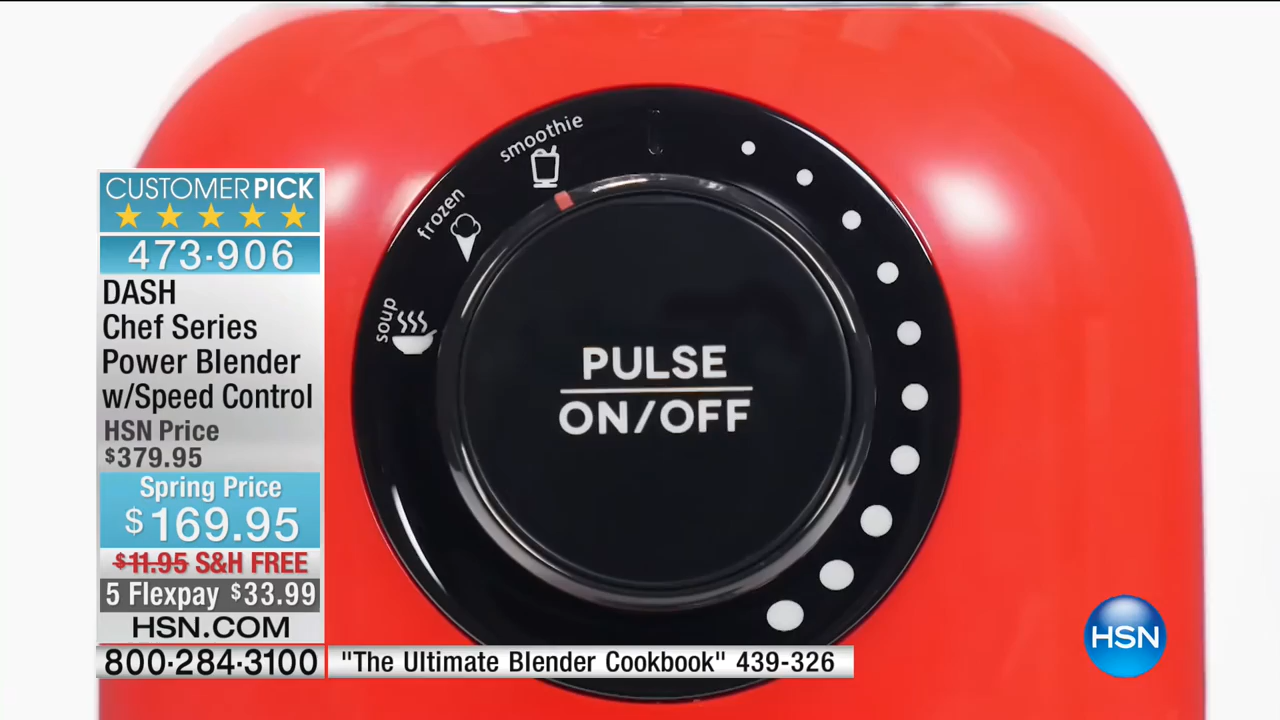 smoothie
frozen
soup
PULSE
ON/OFF
CUSTOMERPICK
473·906
DASH
Chef Series
Power Blender
w/Speed Control
HSN Price
$379.95
Spring Price
$169.95
$11.95 S&H FREE
5 Flexpay $33.99
HSN.COM
800·284·3100
"The Ultimate Blender Cookbook" 439-326
HSN